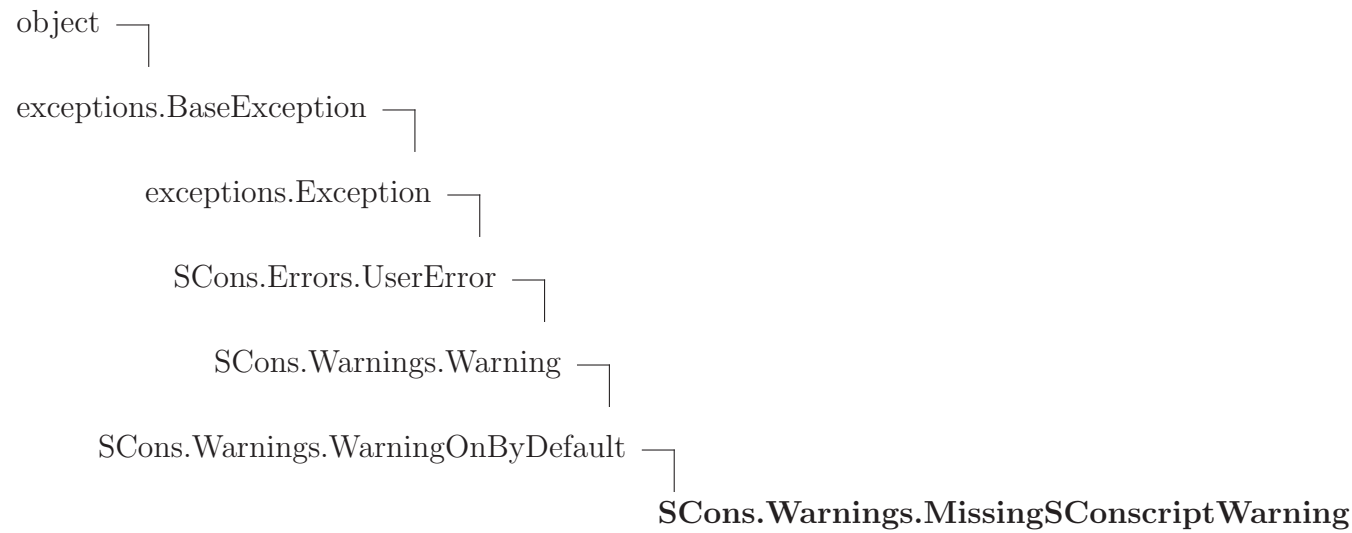 object
exceptions.BaseException
exceptions.Exception
SCons.Errors.UserError
SCons.Warnings.Warning
SCons.Warnings.WarningOnByDefault
SCons.Warnings.MissingSConscriptWarning